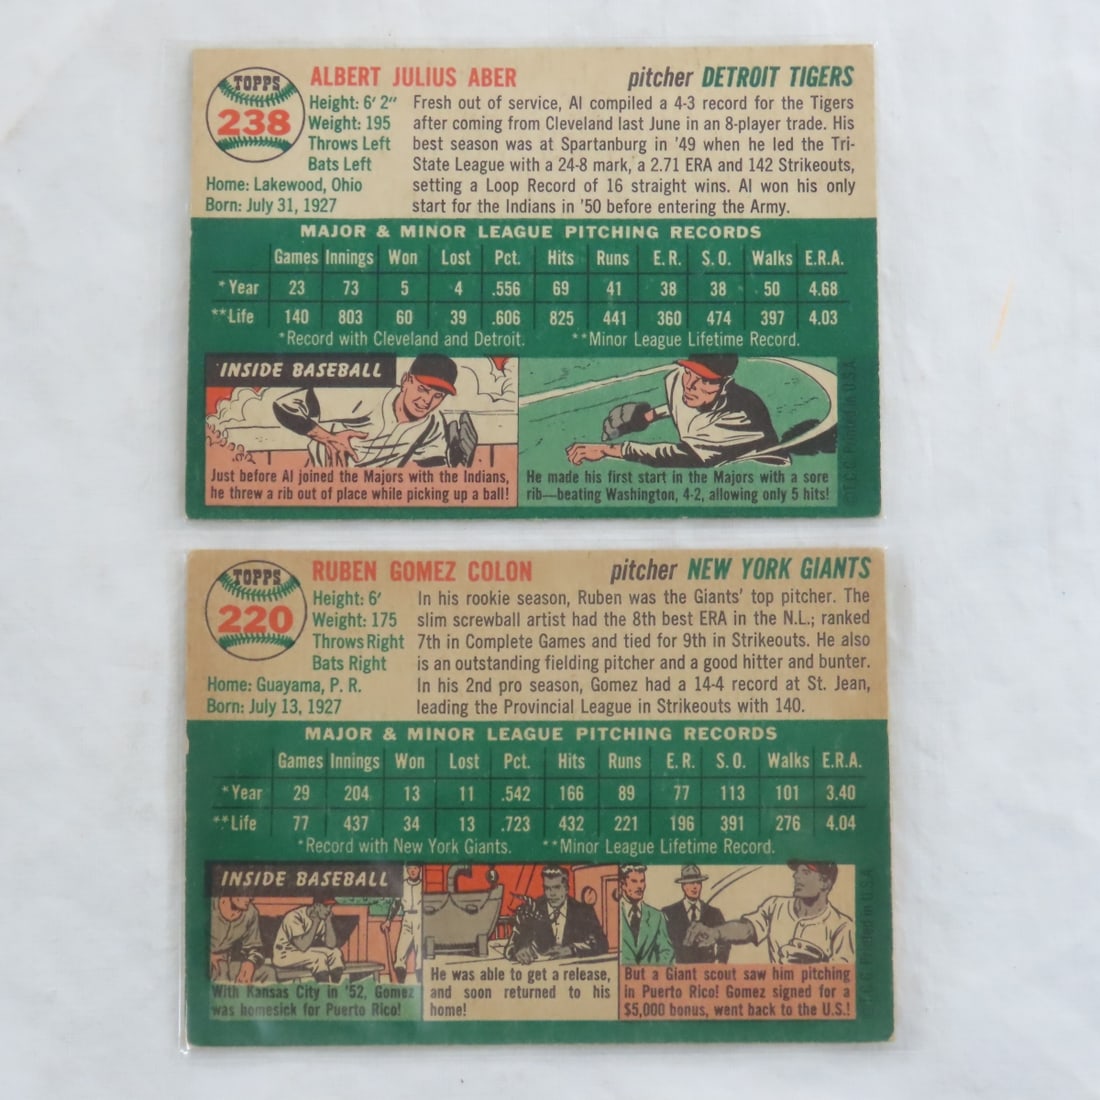 TOPPS
238
ALBERT JULIUS ABER
pitcher DETROIT TIGERS
Height: 6' 2"
Weight: 195
Throws Left
Bats Left
Home: Lakewood, Ohio
Born: July 31, 1927
Fresh out of service, Al compiled a 4-3 record for the Tigers
after coming from Cleveland last June in an 8-player trade. His
best season was at Spartanburg in '49 when he led the Tri-
State League with a 24-8 mark, a 2.71 ERA and 142 Strikeouts,
setting a Loop Record of 16 straight wins. Al won his only
start for the Indians in '50 before entering the Army.
MAJOR & MINOR LEAGUE PITCHING RECORDS
Games Innings Won Lost Pct. Hits Runs E.R. S.O. Walks E.R.A.
*Year 23 73 5 4 .556 69 41 38 38 50 4.68
**Life 140 803 60 39 .606 825 441 360 474 397 4.03
*Record with Cleveland and Detroit. **Minor League Lifetime Record.
INSIDE BASEBALL
Just before Al joined the Majors with the Indians,
he threw a rib out of place while picking up a ball!
He made his first start in the Majors with a sore
rib—beating Washington, 4-2, allowing only 5 hits!
©T.C.G. Printed in U.S.A.
TOPPS
220
RUBEN GOMEZ COLON
pitcher NEW YORK GIANTS
Height: 6'
Weight: 175
Throws Right
Bats Right
Home: Guayama, P. R.
Born: July 13, 1927
In his rookie season, Ruben was the Giants' top pitcher. The
slim screwball artist had the 8th best ERA in the N.L.; ranked
7th in Complete Games and tied for 9th in Strikeouts. He also
is an outstanding fielding pitcher and a good hitter and bunter.
In his 2nd pro season, Gomez had a 14-4 record at St. Jean,
leading the Provincial League in Strikeouts with 140.
MAJOR & MINOR LEAGUE PITCHING RECORDS
Games Innings Won Lost Pct. Hits Runs E.R. S.O. Walks E.R.A.
*Year 29 204 13 11 .542 166 89 77 113 101 3.40
**Life 77 437 34 13 .723 432 221 196 391 276 4.04
*Record with New York Giants. **Minor League Lifetime Record.
INSIDE BASEBALL
With Kansas City in '52, Gomez
was homesick for Puerto Rico!
He was able to get a release,
and soon returned to his
home!
But a Giant scout saw him pitching
in Puerto Rico! Gomez signed for a
$5,000 bonus, went back to the U.S.!
Printed in U.S.A.